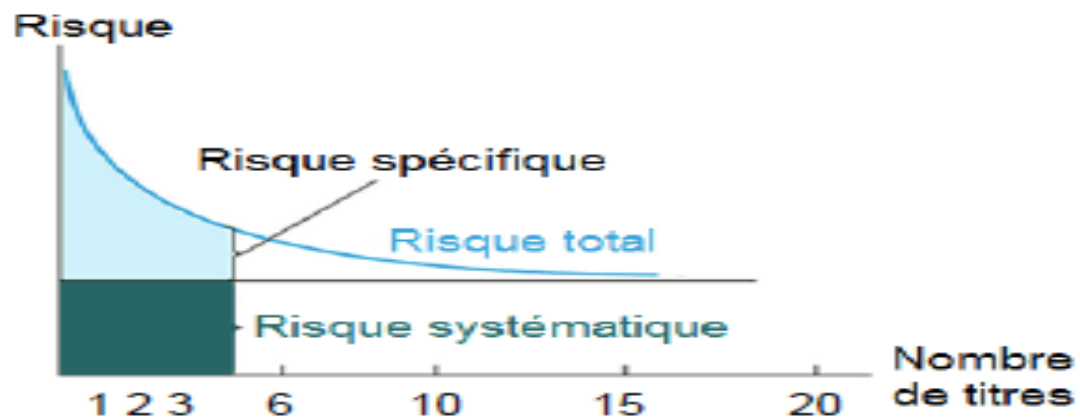 Risque
Risque spécifique
Risque total
Risque systématique
Nombre
de titres
1 2 3 6 10 15 20